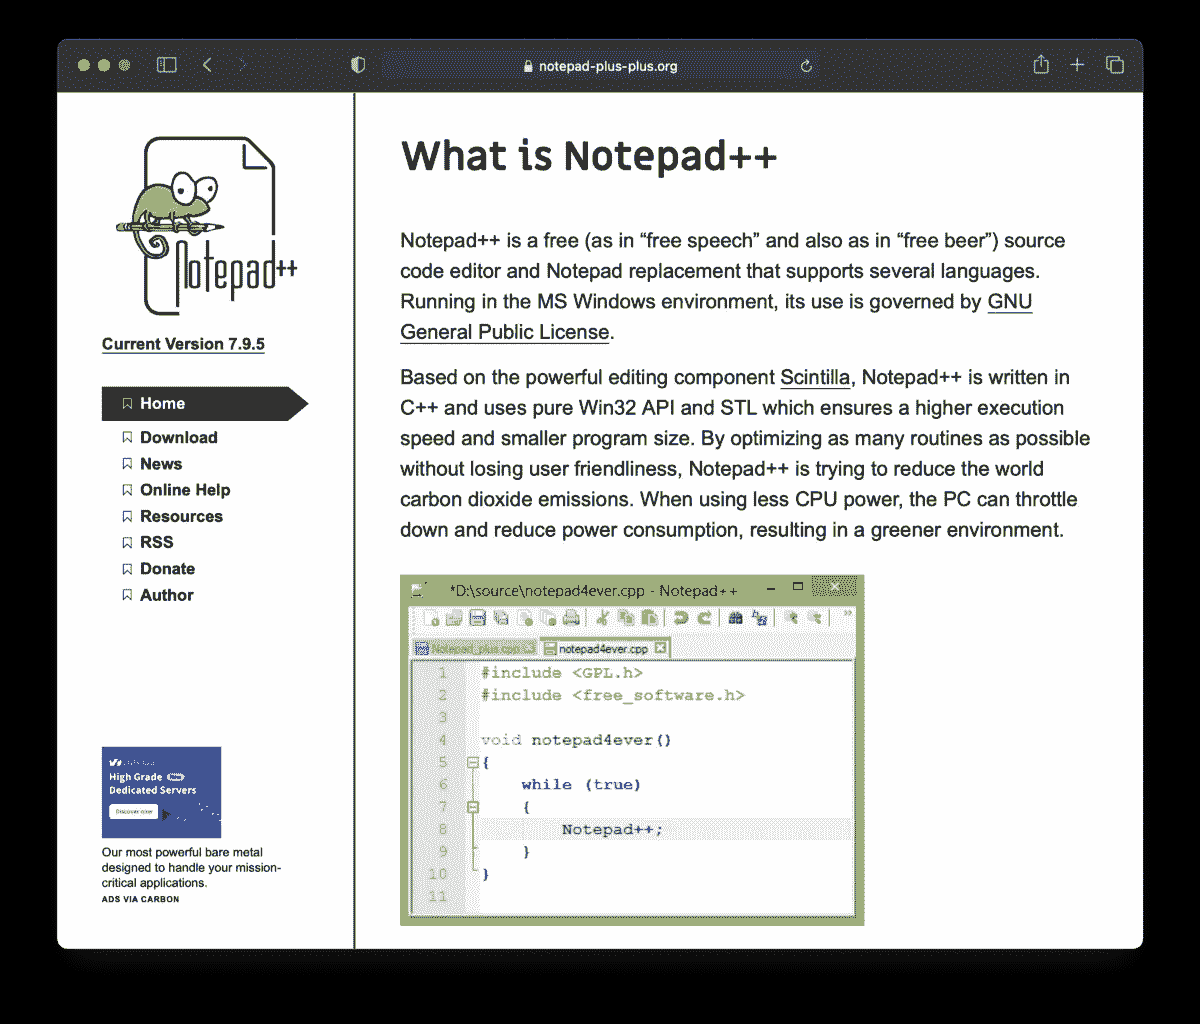 notepad-plus-plus.org
Notepad++
Current Version 7.9.5
Home
Download
News
Online Help
Resources
RSS
Donate
Author
High Grade
Dedicated Servers
Discover now
Our most powerful bare metal
designed to handle your mission-
critical applications.
ADS VIA CARBON
What is Notepad++
Notepad++ is a free (as in “free speech” and also as in “free beer”) source
code editor and Notepad replacement that supports several languages.
Running in the MS Windows environment, its use is governed by GNU
General Public License.
Based on the powerful editing component Scintilla, Notepad++ is written in
C++ and uses pure Win32 API and STL which ensures a higher execution
speed and smaller program size. By optimizing as many routines as possible
without losing user friendliness, Notepad++ is trying to reduce the world
carbon dioxide emissions. When using less CPU power, the PC can throttle
down and reduce power consumption, resulting in a greener environment.
*D:\source\notepad4ever.cpp - Notepad++
Notepad_plus.cpp notepad4ever.cpp
1 #include <GPL.h>
2 #include <free_software.h>
3
4 void notepad4ever()
5 {
6 while (true)
7 {
8 Notepad++;
9 }
10 }
11